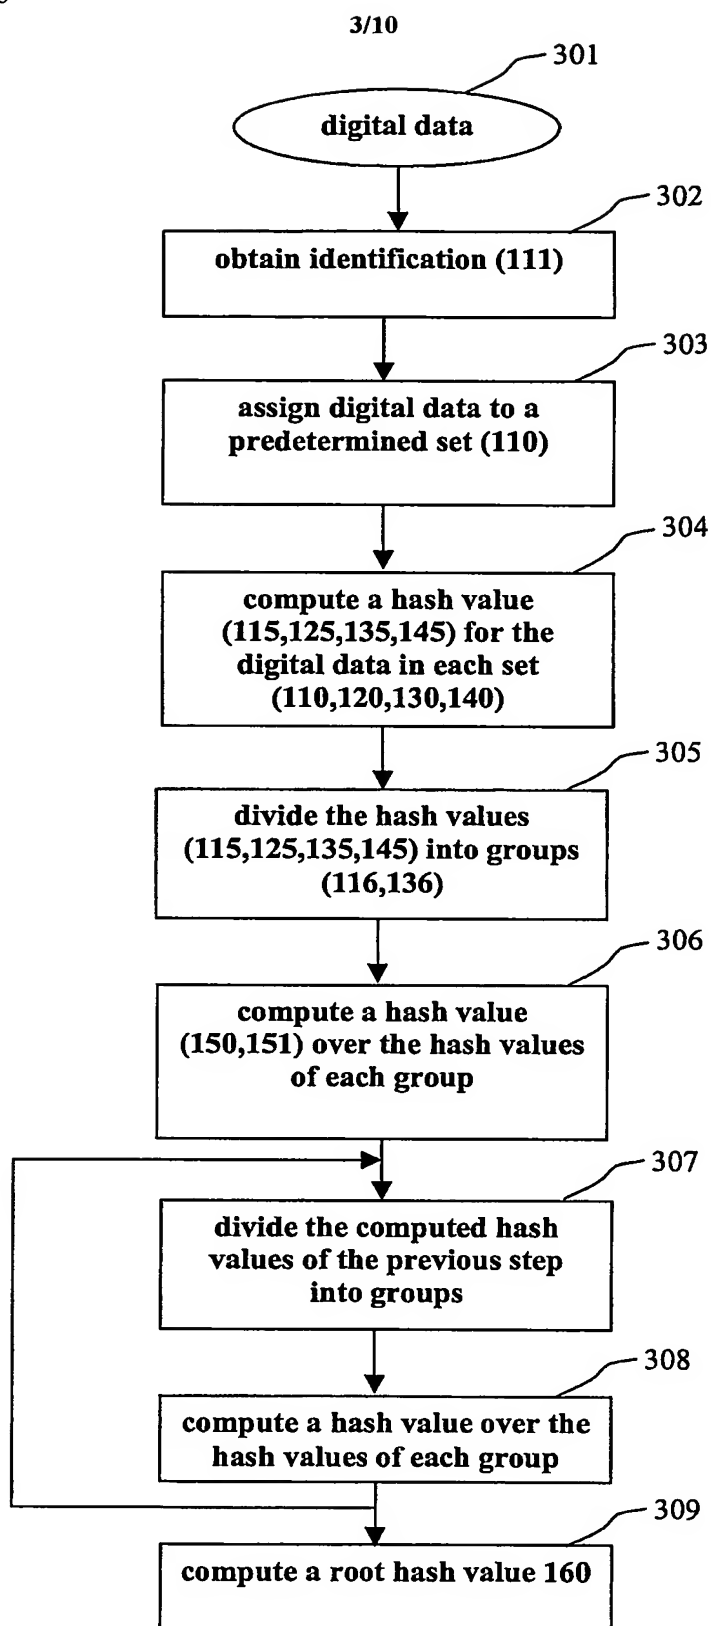 3/10
301
digital data
302
obtain identification (111)
303
assign digital data to a
predetermined set (110)
304
compute a hash value
(115,125,135,145) for the
digital data in each set
(110,120,130,140)
305
divide the hash values
(115,125,135,145) into groups
(116,136)
306
compute a hash value
(150,151) over the hash values
of each group
307
divide the computed hash
values of the previous step
into groups
308
compute a hash value over the
hash values of each group
309
compute a root hash value 160